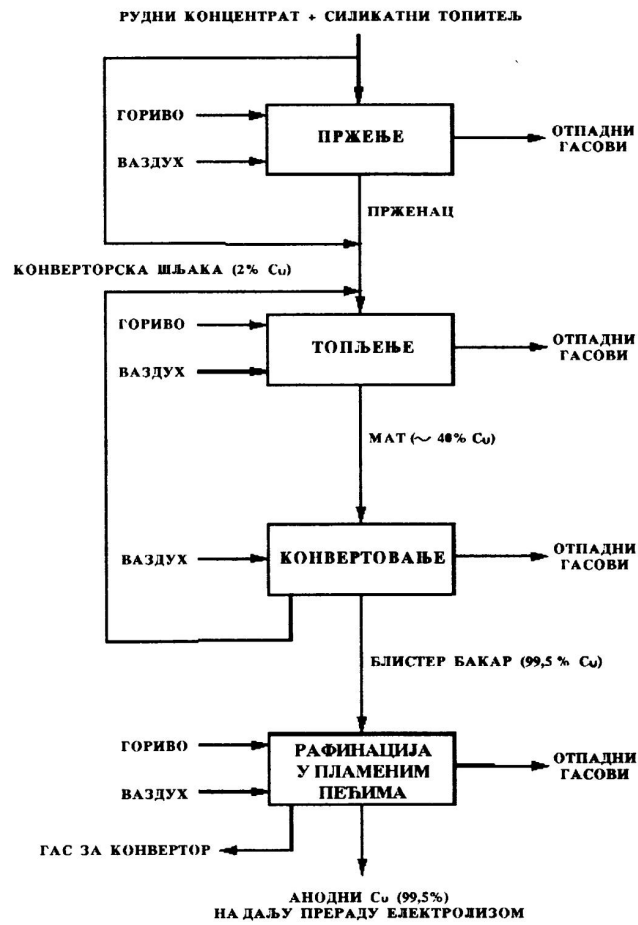 РУДНИ КОНЦЕНТРАТ + СИЛИКАТНИ ТОПИТЕЉ
ГОРИВО
ВАЗДУХ
ПРЖЕЊЕ
ОТПАДНИ
ГАСОВИ
ПРЖЕНАЦ
КОНВЕРТОРСКА ШЉАКА (2% Cu)
ГОРИВО
ВАЗДУХ
ТОПЉЕЊЕ
ОТПАДНИ
ГАСОВИ
МАТ (~ 40% Cu)
ВАЗДУХ
КОНВЕРТОВАЊЕ
ОТПАДНИ
ГАСОВИ
БЛИСТЕР БАКАР (99,5 % Cu)
ГОРИВО
ВАЗДУХ
РАФИНАЦИЈА
У ПЛАМЕНИМ
ПЕЋИМА
ОТПАДНИ
ГАСОВИ
ГАС ЗА КОНВЕРТОР
АНОДНИ Cu (99,5%)
НА ДАЉУ ПРЕРАДУ ЕЛЕКТРОЛИЗОМ